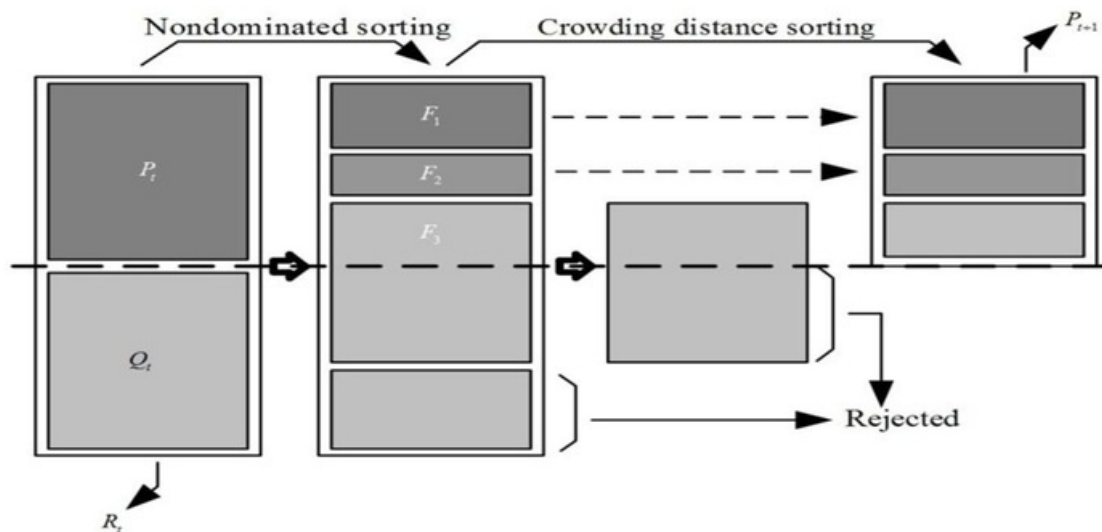 Nondominated sorting
Crowding distance sorting
P_{t+1}
P_t
F_1
F_2
F_3
Q_t
Rejected
R_t